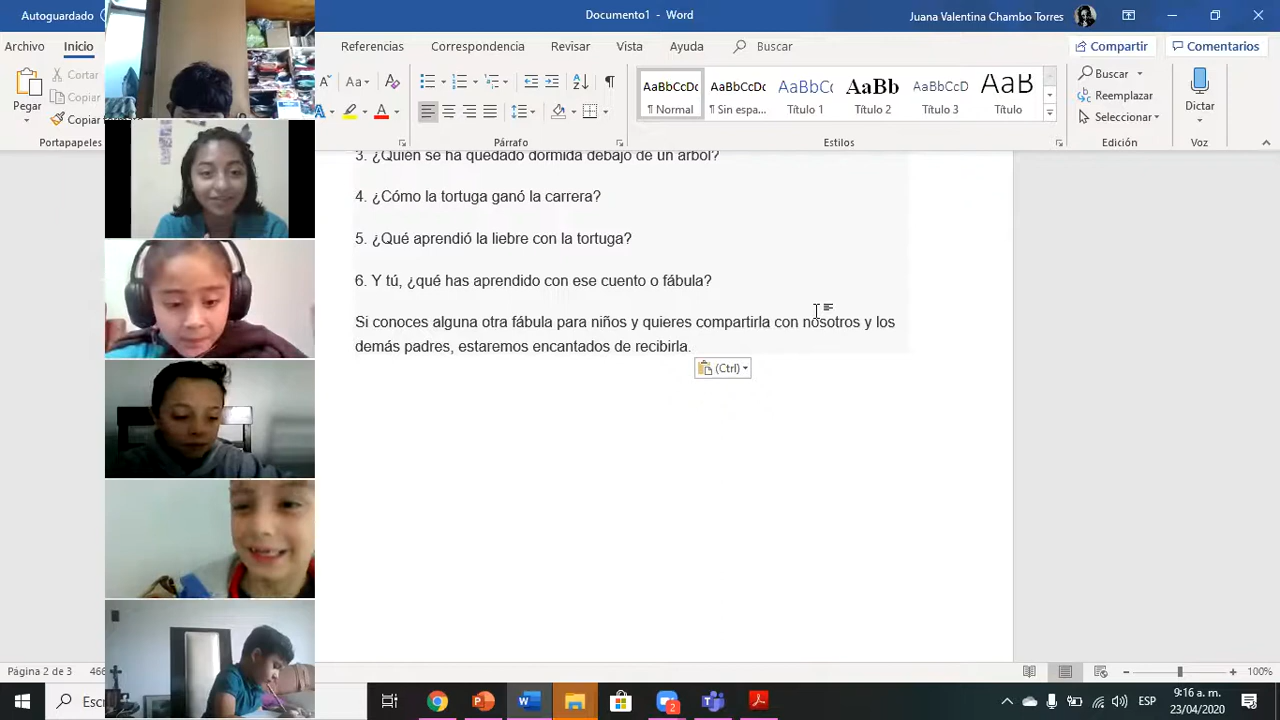 Autoguardado
Documento1 - Word
Juana Valentina Chambo Torres
Archivo
Inicio
Referencias
Correspondencia
Revisar
Vista
Ayuda
Buscar
Compartir
Comentarios
Pegar
Cortar
Copiar
Copiar
Portapapeles
Aa
Párrafo
AaBbCcDc
¶ Normal
AaBbCcDc
¶ Sin espa...
AaBbCc
Título 1
AaBb
Título 2
AaBbCcD
Título 3
AaB
Título
Estilos
Buscar
Reemplazar
Seleccionar
Edición
Dictar
Voz
3. ¿Quién se ha quedado dormida debajo de un árbol?
4. ¿Cómo la tortuga ganó la carrera?
5. ¿Qué aprendió la liebre con la tortuga?
6. Y tú, ¿qué has aprendido con ese cuento o fábula?
Si conoces alguna otra fábula para niños y quieres compartirla con nosotros y los
demás padres, estaremos encantados de recibirla.
(Ctrl)
Página 2 de 3
466
100%
Escri
2
ESP
9:16 a. m.
23/04/2020